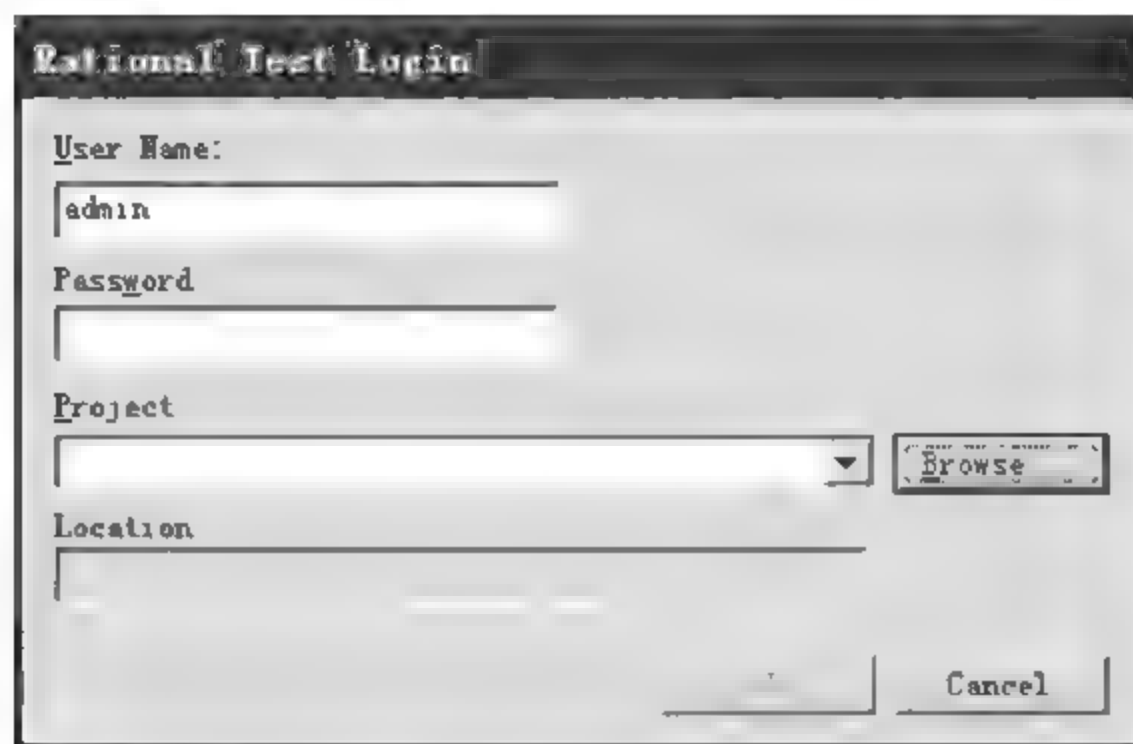 Rational Test Login
User Name:
admin
Password
Project
Browse
Location
Cancel